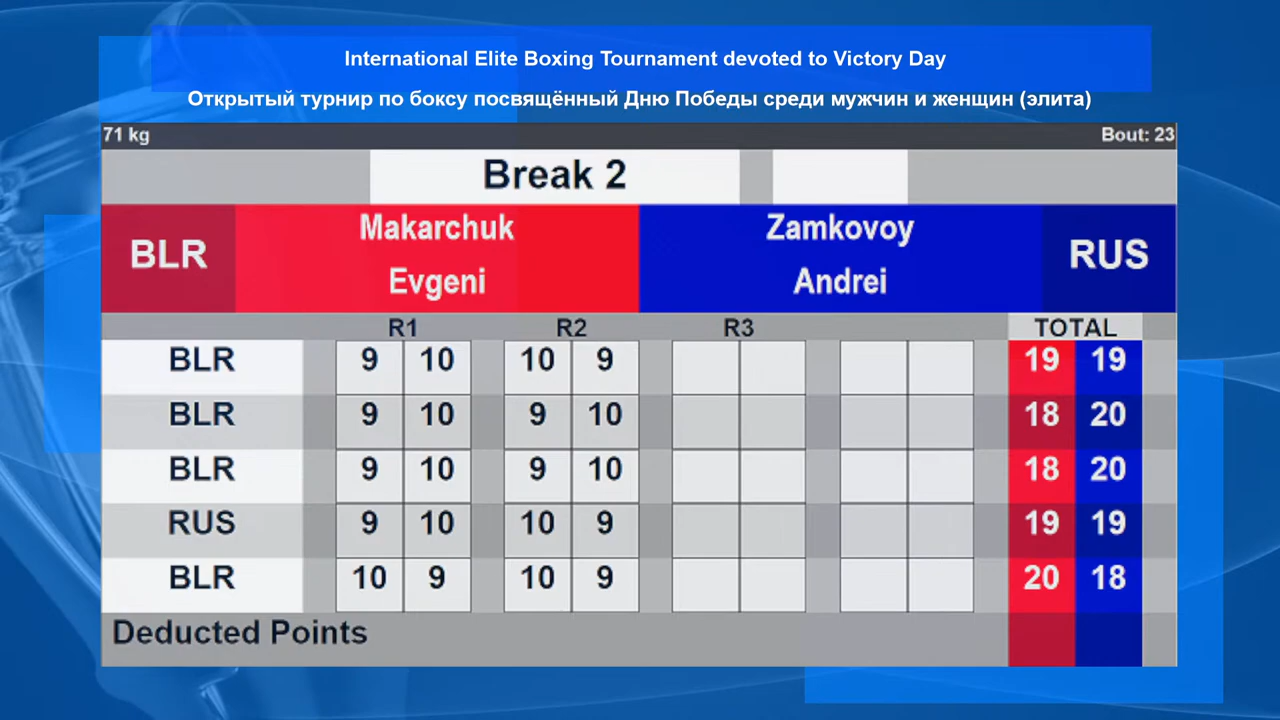 International Elite Boxing Tournament devoted to Victory Day
Открытый турнир по боксу посвящённый Дню Победы среди мужчин и женщин (элита)
71 kg Bout: 23
Break 2
BLR Makarchuk Evgeni Zamkovoy Andrei RUS
R1 R2 R3 TOTAL
BLR 9 10 10 9 19 19
BLR 9 10 9 10 18 20
BLR 9 10 9 10 18 20
RUS 9 10 10 9 19 19
BLR 10 9 10 9 20 18
Deducted Points